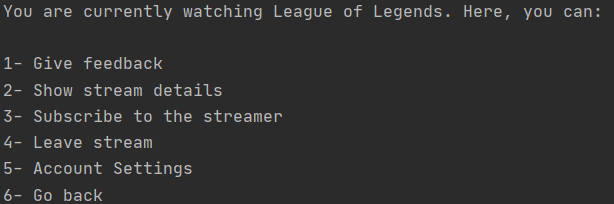 You are currently watching League of Legends. Here, you can:
1- Give feedback
2- Show stream details
3- Subscribe to the streamer
4- Leave stream
5- Account Settings
6- Go back